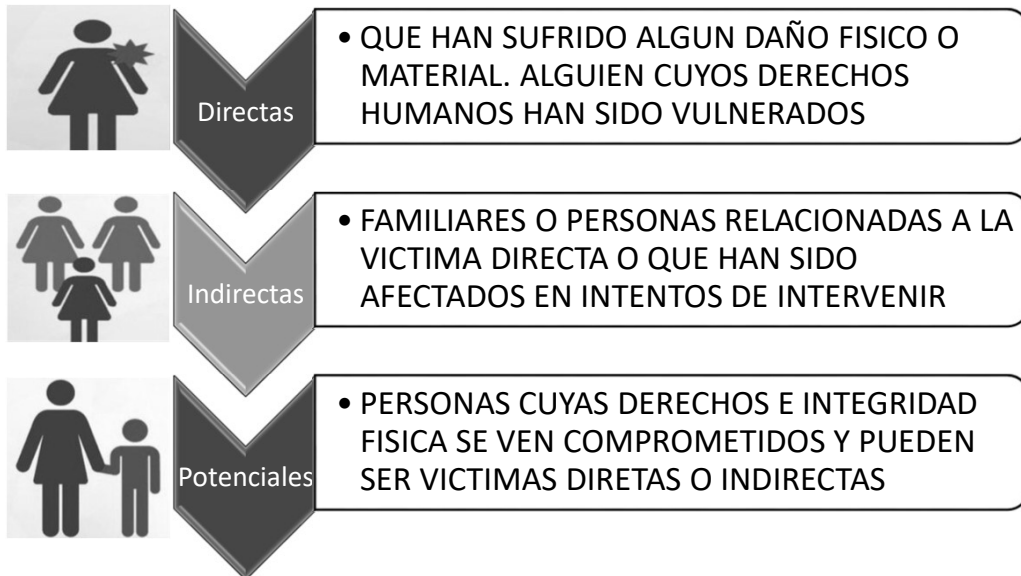 Directas
• QUE HAN SUFRIDO ALGUN DAÑO FISICO O
MATERIAL. ALGUIEN CUYOS DERECHOS
HUMANOS HAN SIDO VULNERADOS
Indirectas
• FAMILIARES O PERSONAS RELACIONADAS A LA
VICTIMA DIRECTA O QUE HAN SIDO
AFECTADOS EN INTENTOS DE INTERVENIR
Potenciales
• PERSONAS CUYAS DERECHOS E INTEGRIDAD
FISICA SE VEN COMPROMETIDOS Y PUEDEN
SER VICTIMAS DIRETAS O INDIRECTAS